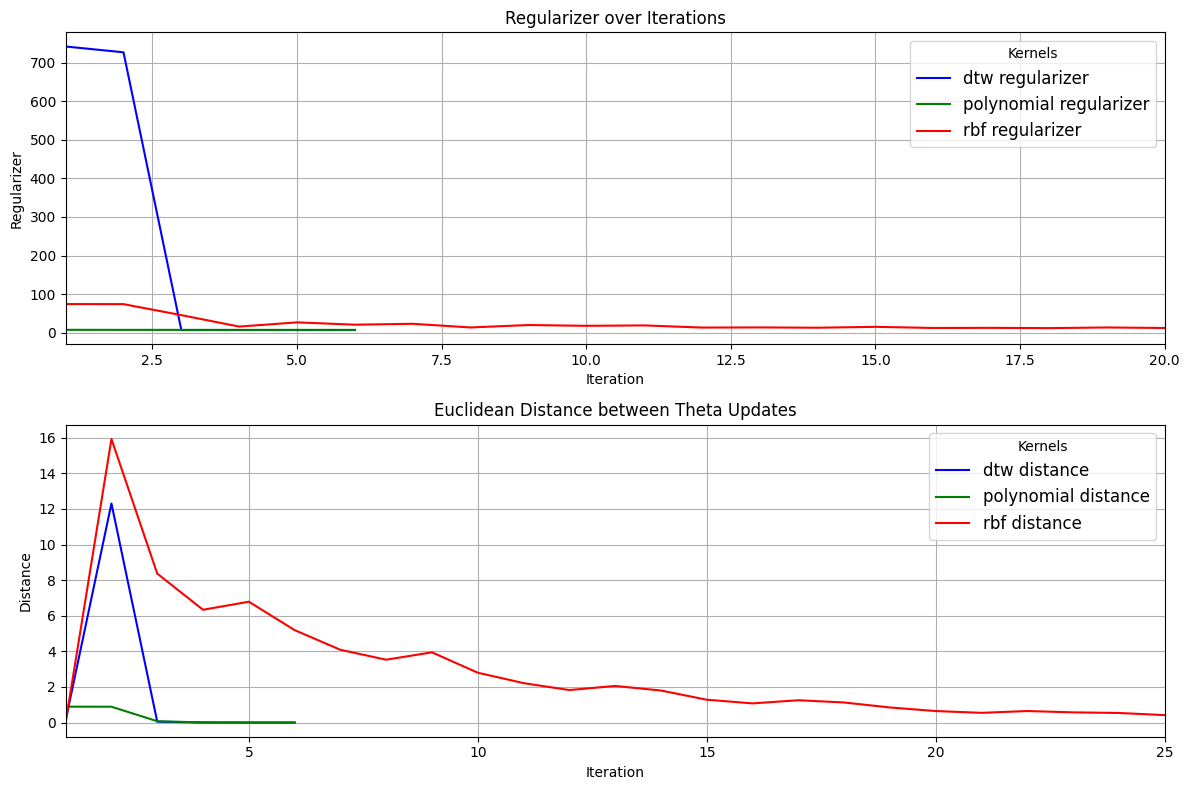 Regularizer over Iterations
Kernels
dtw regularizer
polynomial regularizer
rbf regularizer
Regularizer
700
600
500
400
300
200
100
0
2.5 5.0 7.5 10.0 12.5 15.0 17.5 20.0
Iteration
Euclidean Distance between Theta Updates
Kernels
dtw distance
polynomial distance
rbf distance
Distance
16
14
12
10
8
6
4
2
0
5 10 15 20 25
Iteration